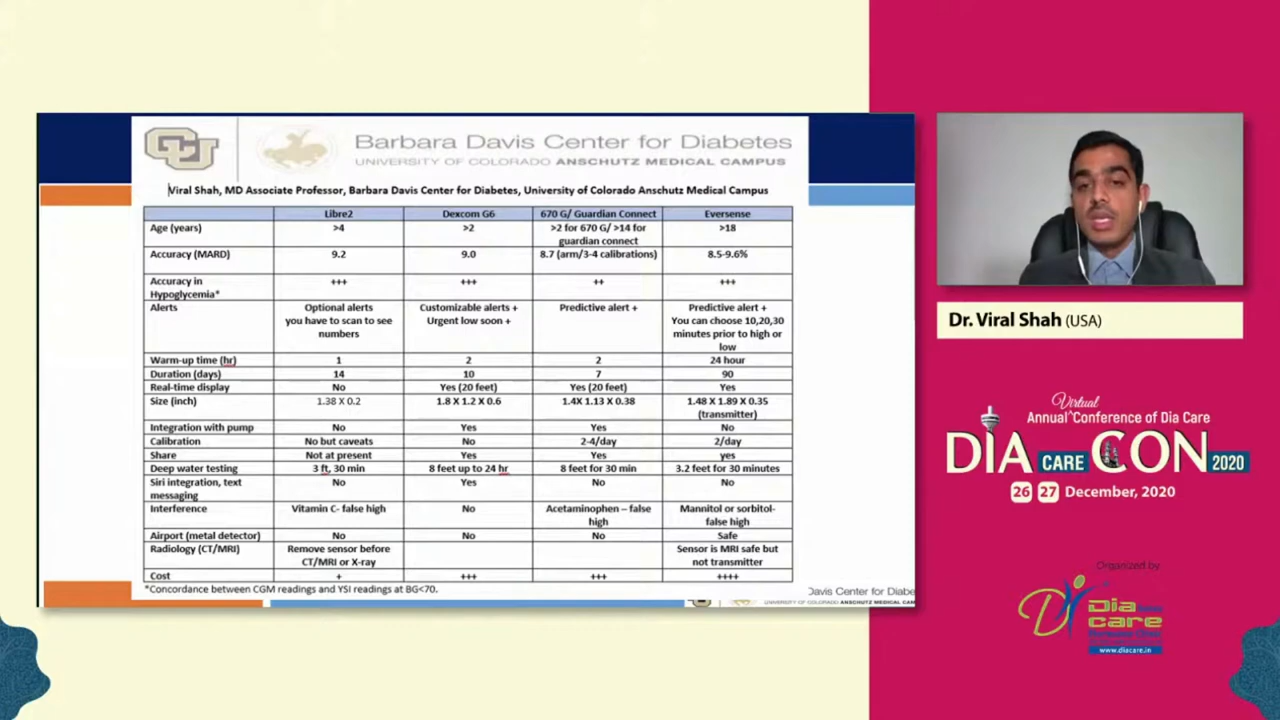 Barbara Davis Center for Diabetes
UNIVERSITY OF COLORADO ANSCHUTZ MEDICAL CAMPUS
Viral Shah, MD Associate Professor, Barbara Davis Center for Diabetes, University of Colorado Anschutz Medical Campus
Libre2 Dexcom G6 670 G/ Guardian Connect Eversense
Age (years) >4 >2 >2 for 670 G/ >14 for >18
guardian connect
Accuracy (MARD) 9.2 9.0 8.7 (arm/3-4 calibrations) 8.5-9.6%
Accuracy in +++ +++ ++ +++
Hypoglycemia*
Alerts Optional alerts Customizable alerts + Predictive alert + Predictive alert +
you have to scan to see Urgent low soon + You can choose 10,20,30
numbers minutes prior to high or
low
Warm-up time (hr) 1 2 2 24 hour
Duration (days) 14 10 7 90
Real-time display No Yes (20 feet) Yes (20 feet) Yes
Size (inch) 1.38 X 0.2 1.8 X 1.2 X 0.6 1.4X 1.13 X 0.38 1.48 X 1.89 X 0.35
(transmitter)
Integration with pump No Yes Yes No
Calibration No but caveats No 2-4/day 2/day
Share Not at present Yes Yes yes
Deep water testing 3 ft, 30 min 8 feet up to 24 hr 8 feet for 30 min 3.2 feet for 30 minutes
Siri integration, text No Yes No No
messaging
Interference Vitamin C- false high No Acetaminophen – false Mannitol or sorbitol-
high false high
Airport (metal detector) No No No Safe
Radiology (CT/MRI) Remove sensor before Sensor is MRI safe but
CT/MRI or X-ray not transmitter
Cost + +++ +++ ++++
*Concordance between CGM readings and YSI readings at BG<70.
Davis Center for Diabe
UNIVERSITY OF COLORADO ANSCHUTZ MEDICAL CAM
Dr. Viral Shah (USA)
Virtual
Annual Conference of Dia Care
DIA CARE CON 2020
26 27 December, 2020
Organized by
Dia
care
www.diacare.in